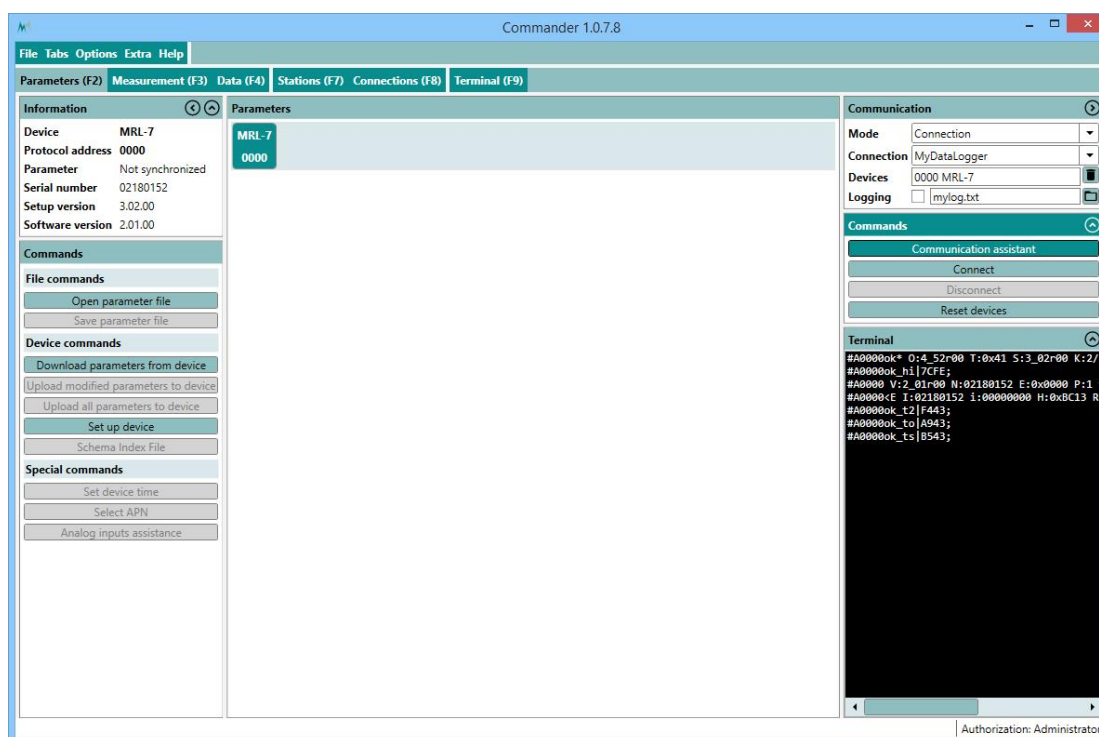 Commander 1.0.7.8
File Tabs Options Extra Help
Parameters (F2) Measurement (F3) Data (F4) Stations (F7) Connections (F8) Terminal (F9)
Information
Device MRL-7
Protocol address 0000
Parameter Not synchronized
Serial number 02180152
Setup version 3.02.00
Software version 2.01.00
Commands
File commands
Open parameter file
Save parameter file
Device commands
Download parameters from device
Upload modified parameters to device
Upload all parameters to device
Set up device
Schema Index File
Special commands
Set device time
Select APN
Analog inputs assistance
Parameters
MRL-7
0000
Communication
Mode Connection
Connection MyDataLogger
Devices 0000 MRL-7
Logging mylog.txt
Commands
Communication assistant
Connect
Disconnect
Reset devices
Terminal
#A0000ok* O:4_52r00 T:0x41 S:3_02r00 K:2/
#A0000ok_hi|7CFE;
#A0000 V:2_01r00 N:02180152 E:0x0000 P:1
#A0000<E I:02180152 i:00000000 H:0xBC13 R
#A0000ok_t2|F443;
#A0000ok_to|A943;
#A0000ok_ts|B543;
Authorization: Administrator